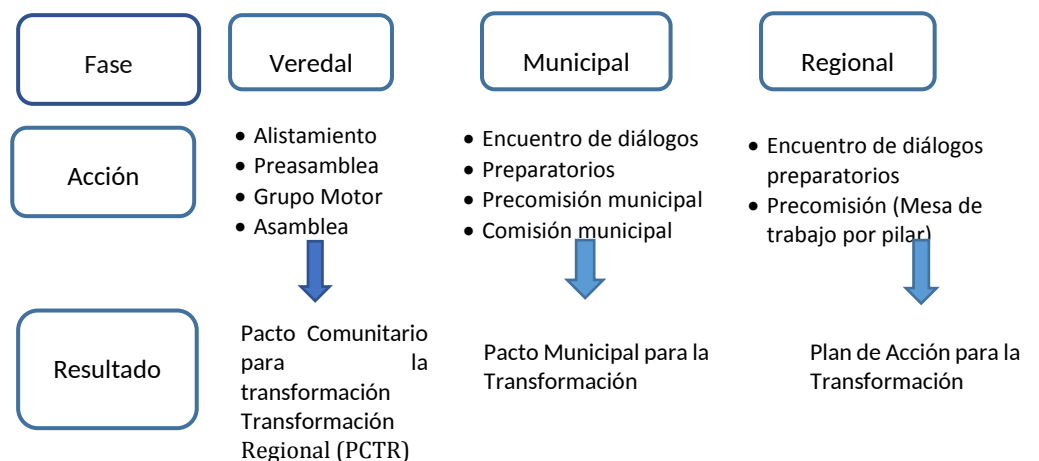 Fase
Veredal
Municipal
Regional
Acción
• Alistamiento
• Preasamblea
• Grupo Motor
• Asamblea
• Encuentro de diálogos
• Preparatorios
• Precomisión municipal
• Comisión municipal
• Encuentro de diálogos
preparatorios
• Precomisión (Mesa de
trabajo por pilar)
Resultado
Pacto Comunitario
para la
transformación
Transformación
Regional (PCTR)
Pacto Municipal para la
Transformación
Plan de Acción para la
Transformación